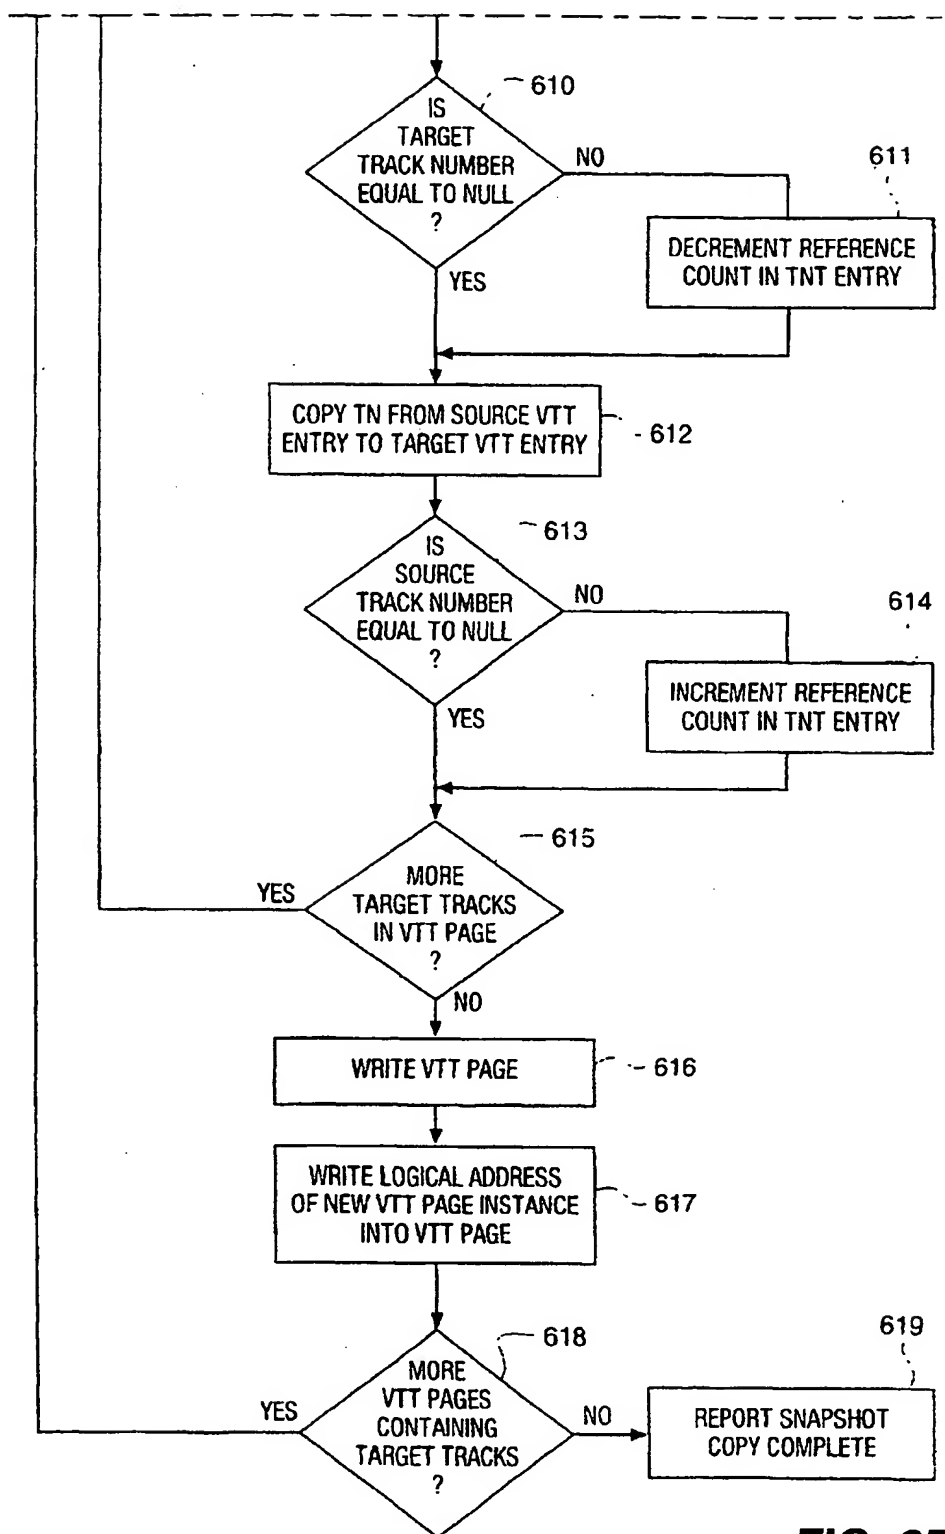 610
IS
TARGET
TRACK NUMBER
EQUAL TO NULL
?
NO
611
DECREMENT REFERENCE
COUNT IN TNT ENTRY
YES
COPY TN FROM SOURCE VTT
ENTRY TO TARGET VTT ENTRY
612
613
IS
SOURCE
TRACK NUMBER
EQUAL TO NULL
?
NO
614
INCREMENT REFERENCE
COUNT IN TNT ENTRY
YES
615
MORE
TARGET TRACKS
IN VTT PAGE
?
YES
NO
WRITE VTT PAGE
616
WRITE LOGICAL ADDRESS
OF NEW VTT PAGE INSTANCE
INTO VTT PAGE
617
618
MORE
VTT PAGES
CONTAINING
TARGET TRACKS
?
YES
NO
619
REPORT SNAPSHOT
COPY COMPLETE